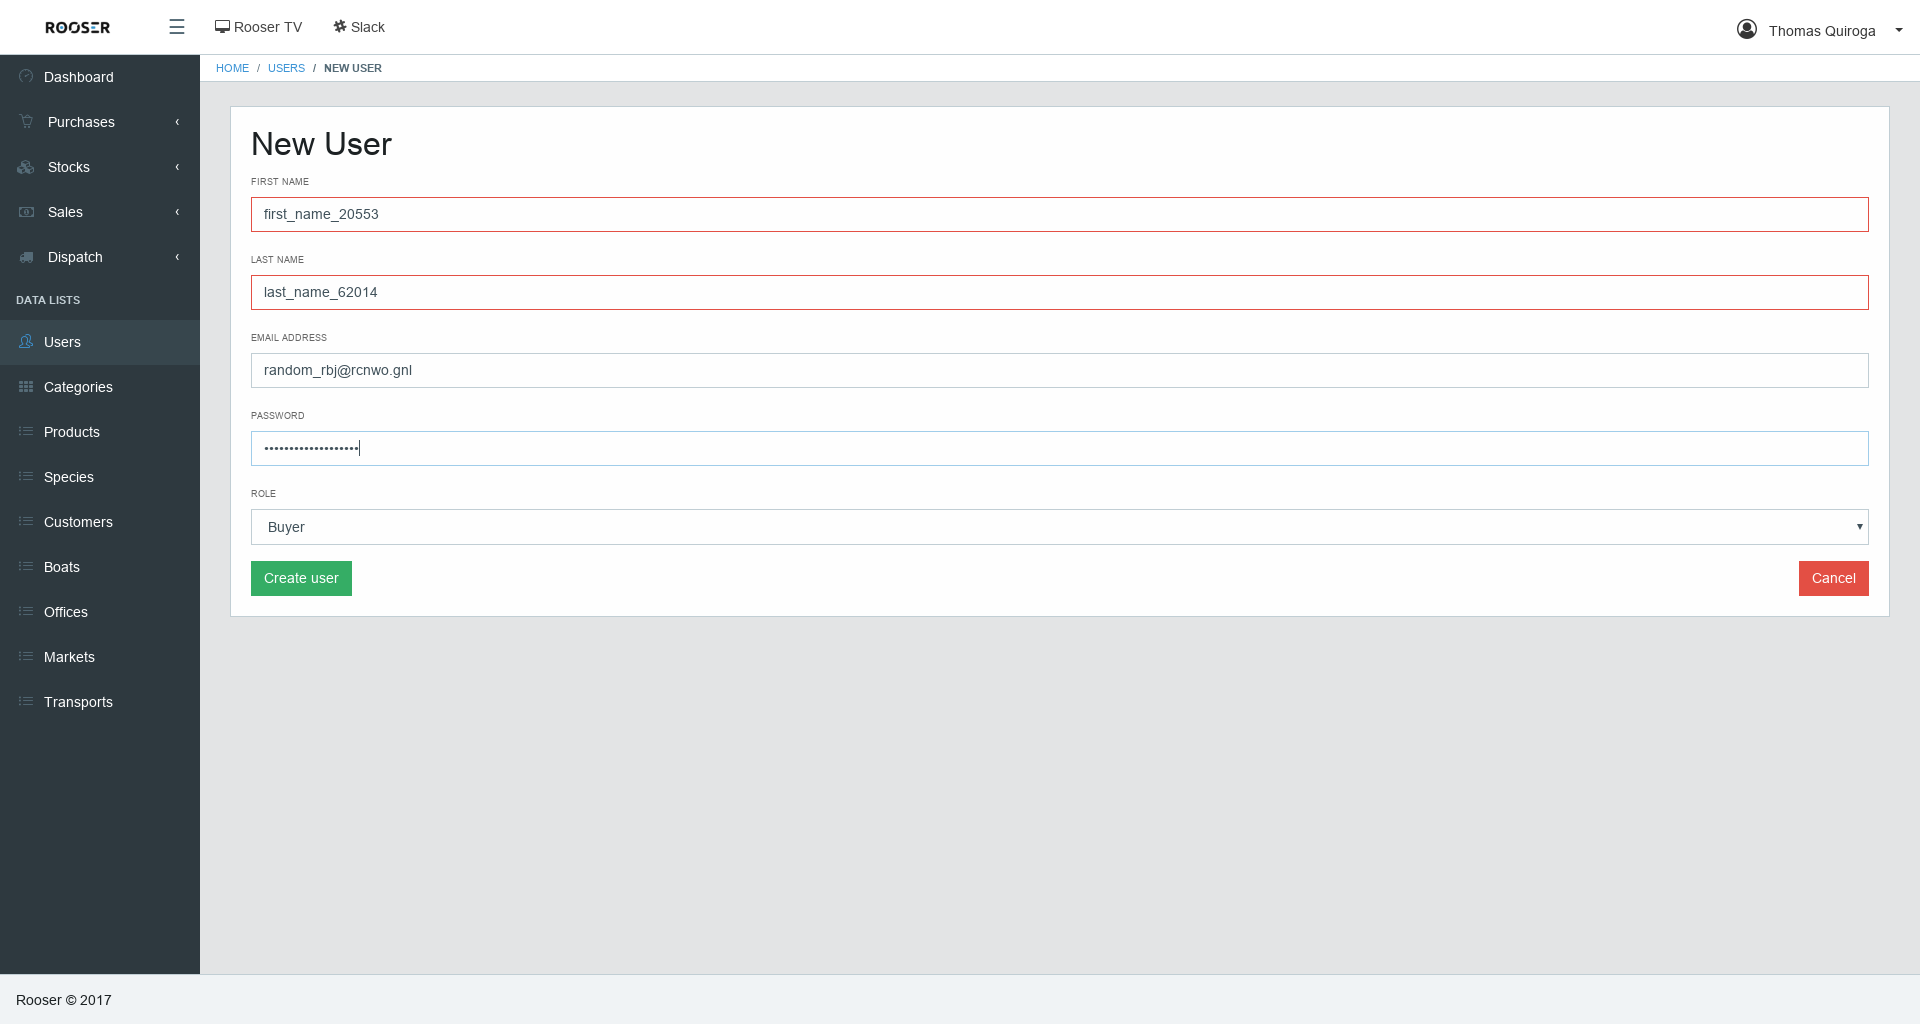 ROOSER
☰
Rooser TV
Slack
Thomas Quiroga
HOME / USERS / NEW USER
Dashboard
Purchases
Stocks
Sales
Dispatch
DATA LISTS
Users
Categories
Products
Species
Customers
Boats
Offices
Markets
Transports
New User
FIRST NAME
first_name_20553
LAST NAME
last_name_62014
EMAIL ADDRESS
random_rbj@rcnwo.gnl
PASSWORD
•••••••••••••••••••
ROLE
Buyer
Create user
Cancel
Rooser © 2017